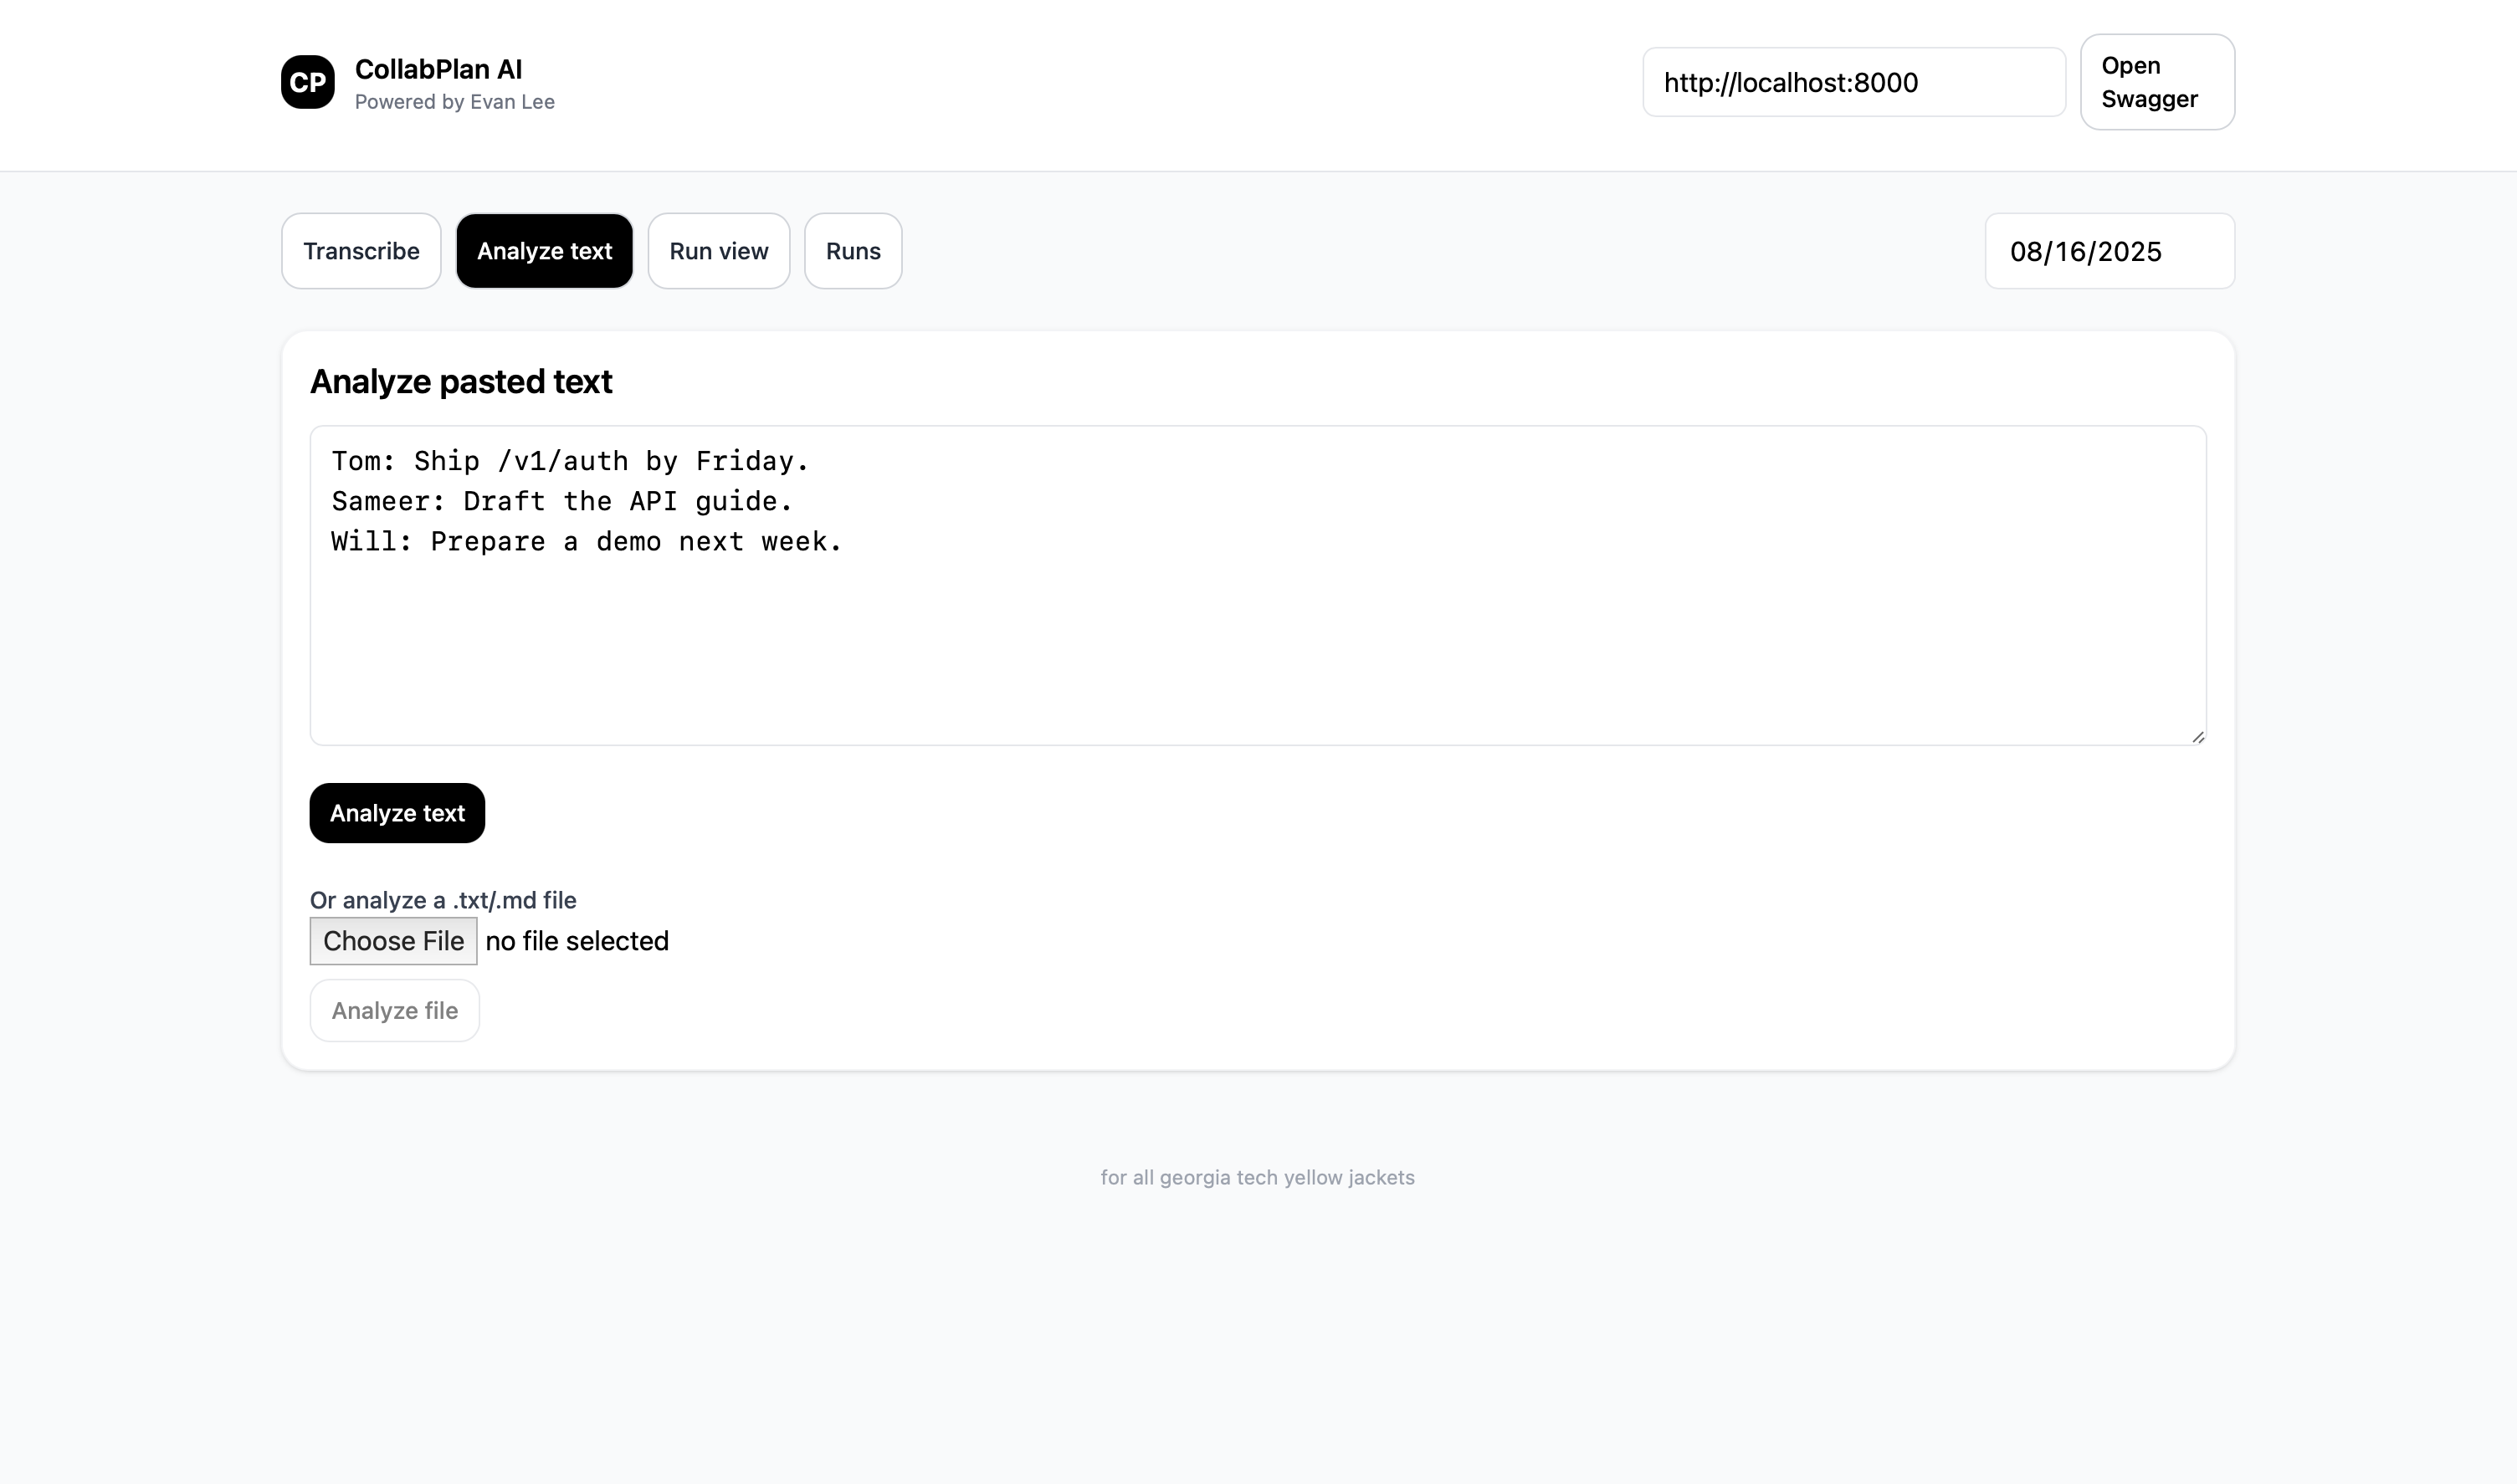 CP
CollabPlan AI
Powered by Evan Lee
http://localhost:8000
Open
Swagger
Transcribe
Analyze text
Run view
Runs
08/16/2025
Analyze pasted text
Tom: Ship /v1/auth by Friday.
Sameer: Draft the API guide.
Will: Prepare a demo next week.
Analyze text
Or analyze a .txt/.md file
Choose File no file selected
Analyze file
for all georgia tech yellow jackets